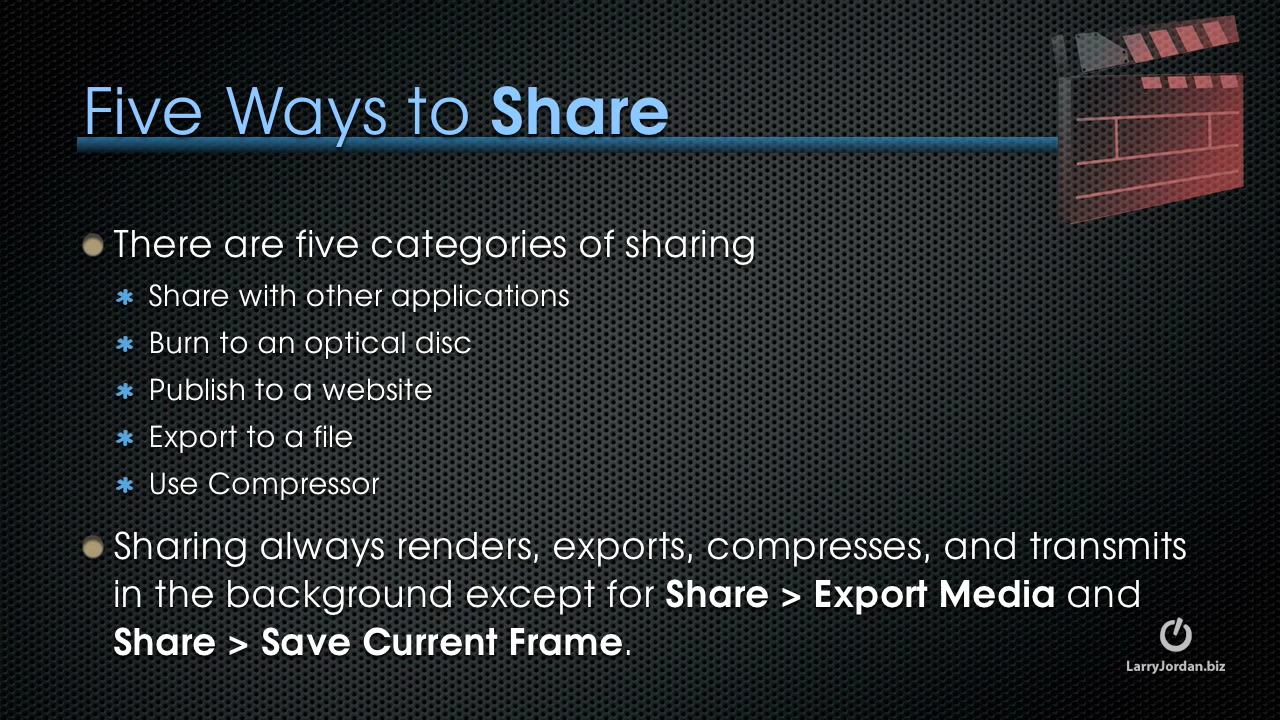 Five Ways to Share
There are five categories of sharing
Share with other applications
Burn to an optical disc
Publish to a website
Export to a file
Use Compressor
Sharing always renders, exports, compresses, and transmits
in the background except for Share > Export Media and
Share > Save Current Frame.
LarryJordan.biz